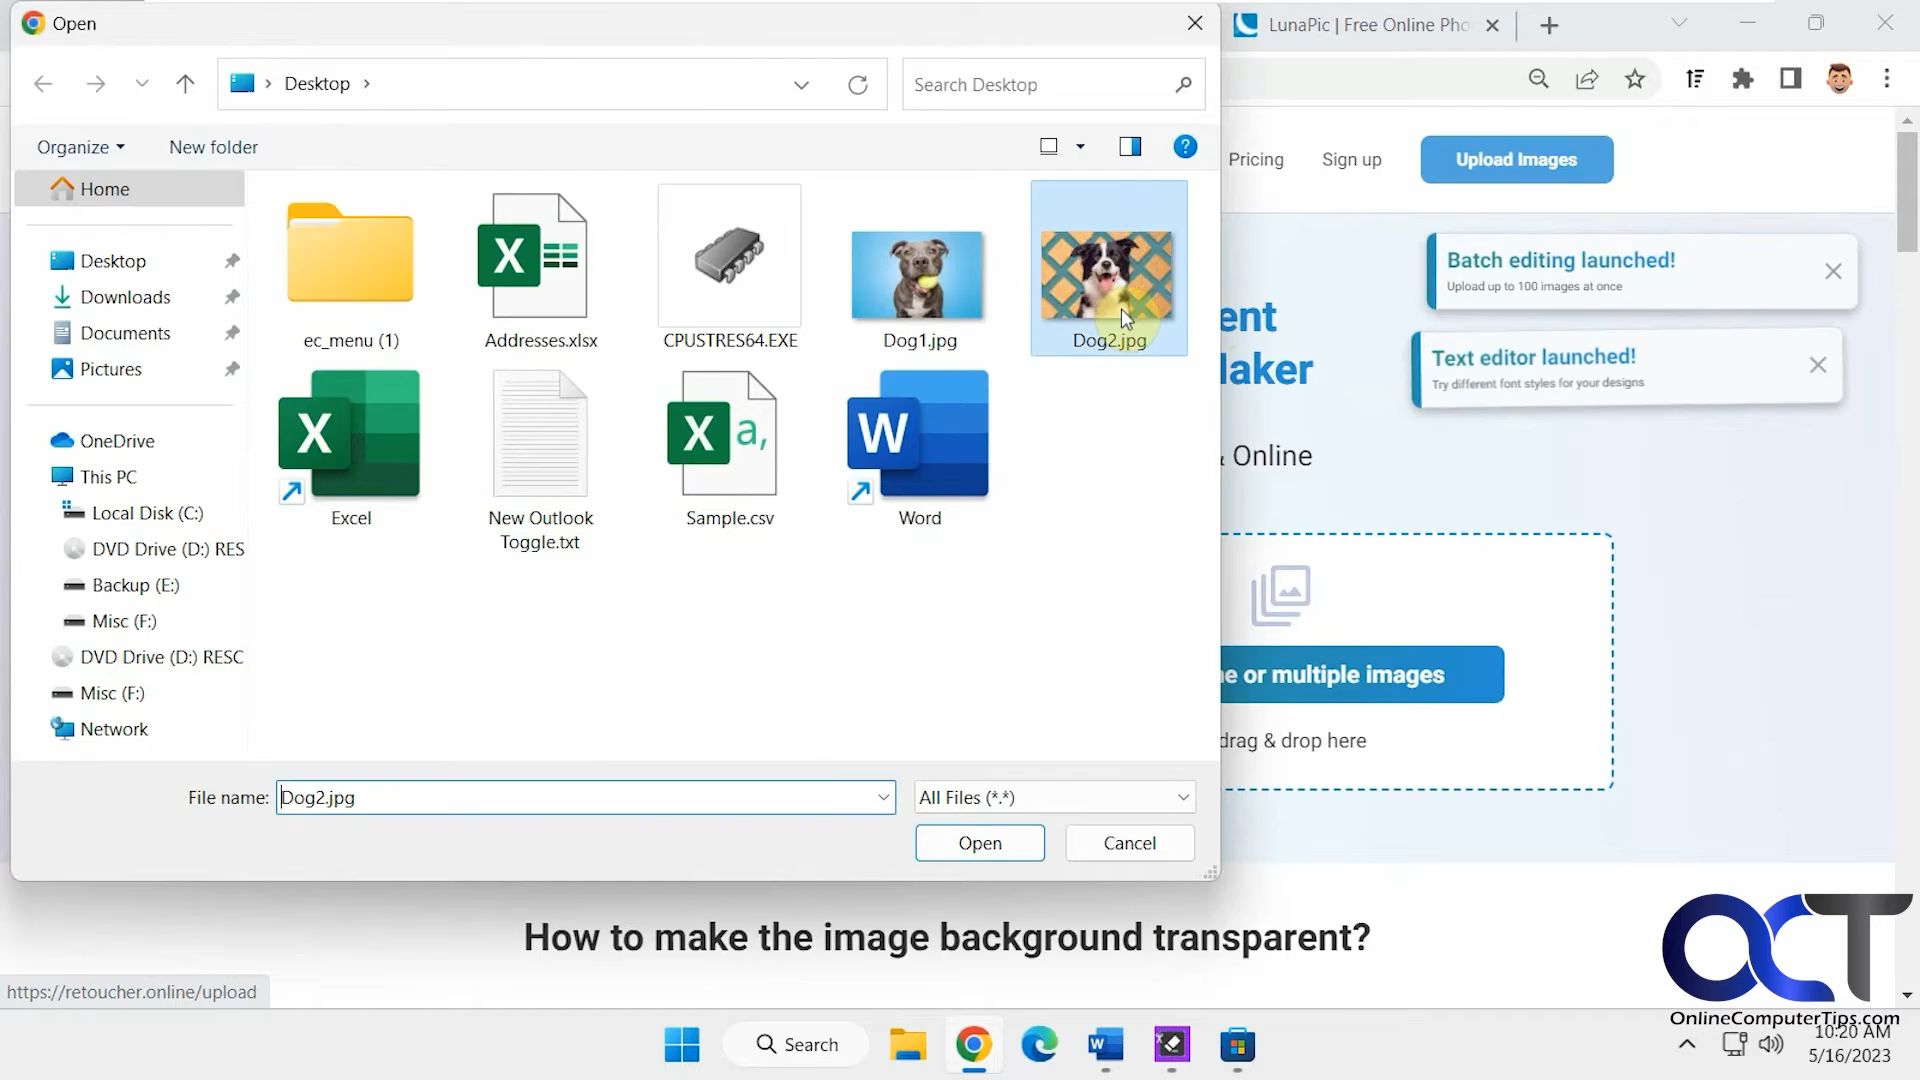 Open
LunaPic | Free Online Pho
Desktop
Search Desktop
Organize
New folder
?
Pricing
Sign up
Upload Images
Home
Desktop
Downloads
Documents
Pictures
OneDrive
This PC
Local Disk (C:)
DVD Drive (D:) RES
Backup (E:)
Misc (F:)
DVD Drive (D:) RESC
Misc (F:)
Network
ec_menu (1)
Addresses.xlsx
CPUSTRES64.EXE
Dog1.jpg
Dog2.jpg
X
X
X a,
W
Excel
New Outlook
Toggle.txt
Sample.csv
Word
Batch editing launched!
Upload up to 100 images at once
Text editor launched!
Try different font styles for your designs
ent
laker
Online
e or multiple images
drag & drop here
File name:
Dog2.jpg
All Files (*.*)
Open
Cancel
How to make the image background transparent?
https://retoucher.online/upload
OCT
OnlineComputerTips.com
Search
W
10:20 AM
5/16/2023